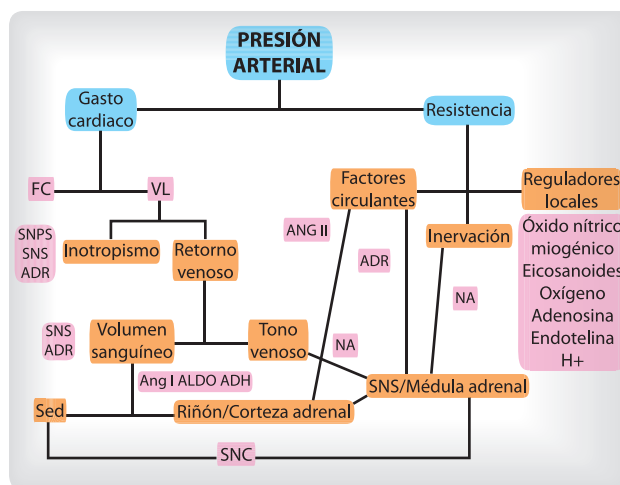 PRESIÓN
ARTERIAL
Gasto
cardiaco
Resistencia
FC
VL
Factores
circulantes
Reguladores
locales
SNPS
SNS
ADR
Inotropismo
Retorno
venoso
ANG II
ADR
Inervación
NA
Óxido nítrico
miogénico
Eicosanoides
Oxígeno
Adenosina
Endotelina
H+
SNS
ADR
Volumen
sanguíneo
Tono
venoso
NA
Ang I ALDO ADH
SNS/Médula adrenal
Sed
Riñón/Corteza adrenal
SNC